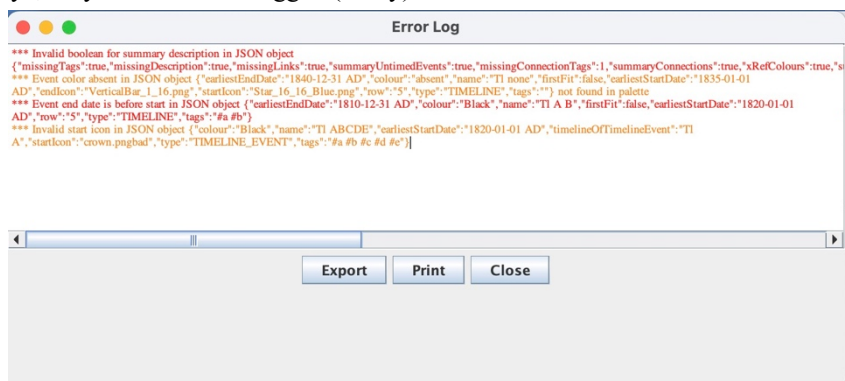 Error Log
*** Invalid boolean for summary description in JSON object
{"missingTags":true,"missingDescription":true,"missingLinks":true,"summaryUntimedEvents":true,"missingConnectionTags":1,"summaryConnections":true,"xRefColours":true,"s
*** Event color absent in JSON object {"earliestEndDate":"1840-12-31 AD","colour":"absent","name":"Tl none","firstFit":false,"earliestStartDate":"1835-01-01
AD","endIcon":"VerticalBar_1_16.png","startIcon":"Star_16_16_Blue.png","row":"5","type":"TIMELINE","tags":""} not found in palette
*** Event end date is before start in JSON object {"earliestEndDate":"1810-12-31 AD","colour":"Black","name":"Tl A B","firstFit":false,"earliestStartDate":"1820-01-01
AD","row":"5","type":"TIMELINE","tags":"#a #b"}
*** Invalid start icon in JSON object {"colour":"Black","name":"Tl ABCDE","earliestStartDate":"1820-01-01 AD","timelineOfTimelineEvent":"Tl
A","startIcon":"crown.pngbad","type":"TIMELINE_EVENT","tags":"#a #b #c #d #e"}
Export Print Close